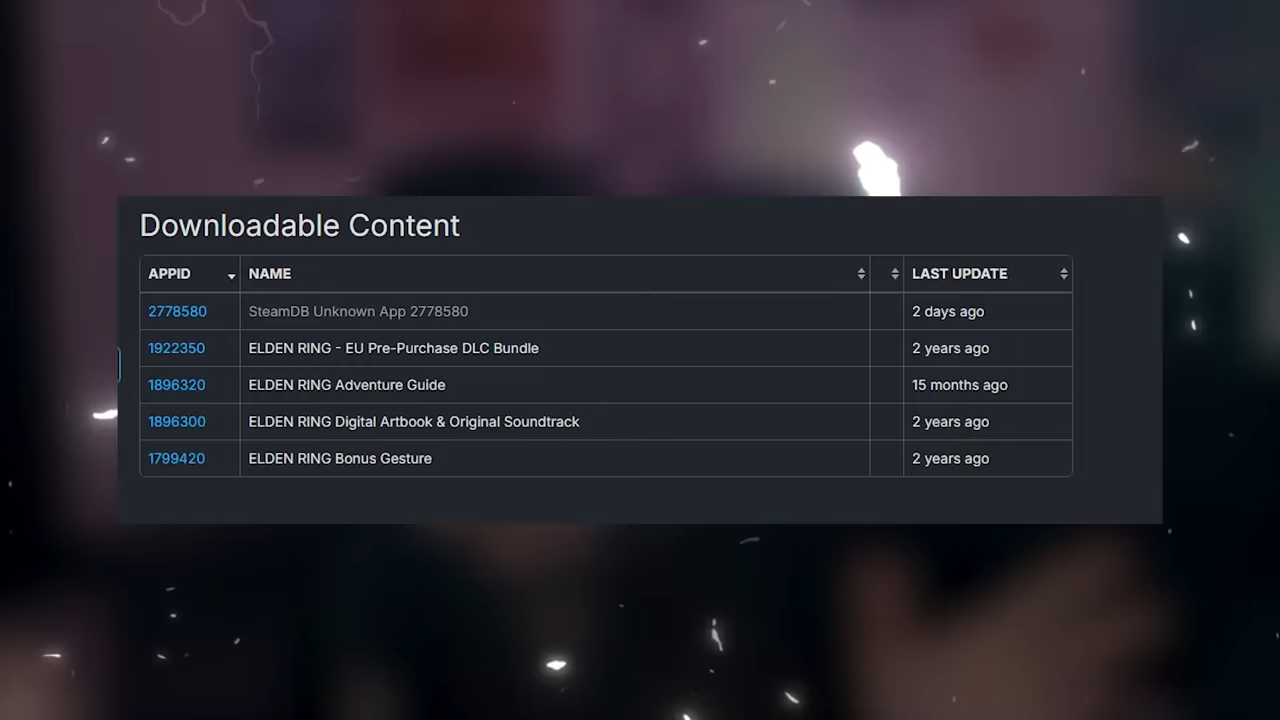 Downloadable Content
APPID NAME LAST UPDATE
2778580 SteamDB Unknown App 2778580 2 days ago
1922350 ELDEN RING - EU Pre-Purchase DLC Bundle 2 years ago
1896320 ELDEN RING Adventure Guide 15 months ago
1896300 ELDEN RING Digital Artbook & Original Soundtrack 2 years ago
1799420 ELDEN RING Bonus Gesture 2 years ago